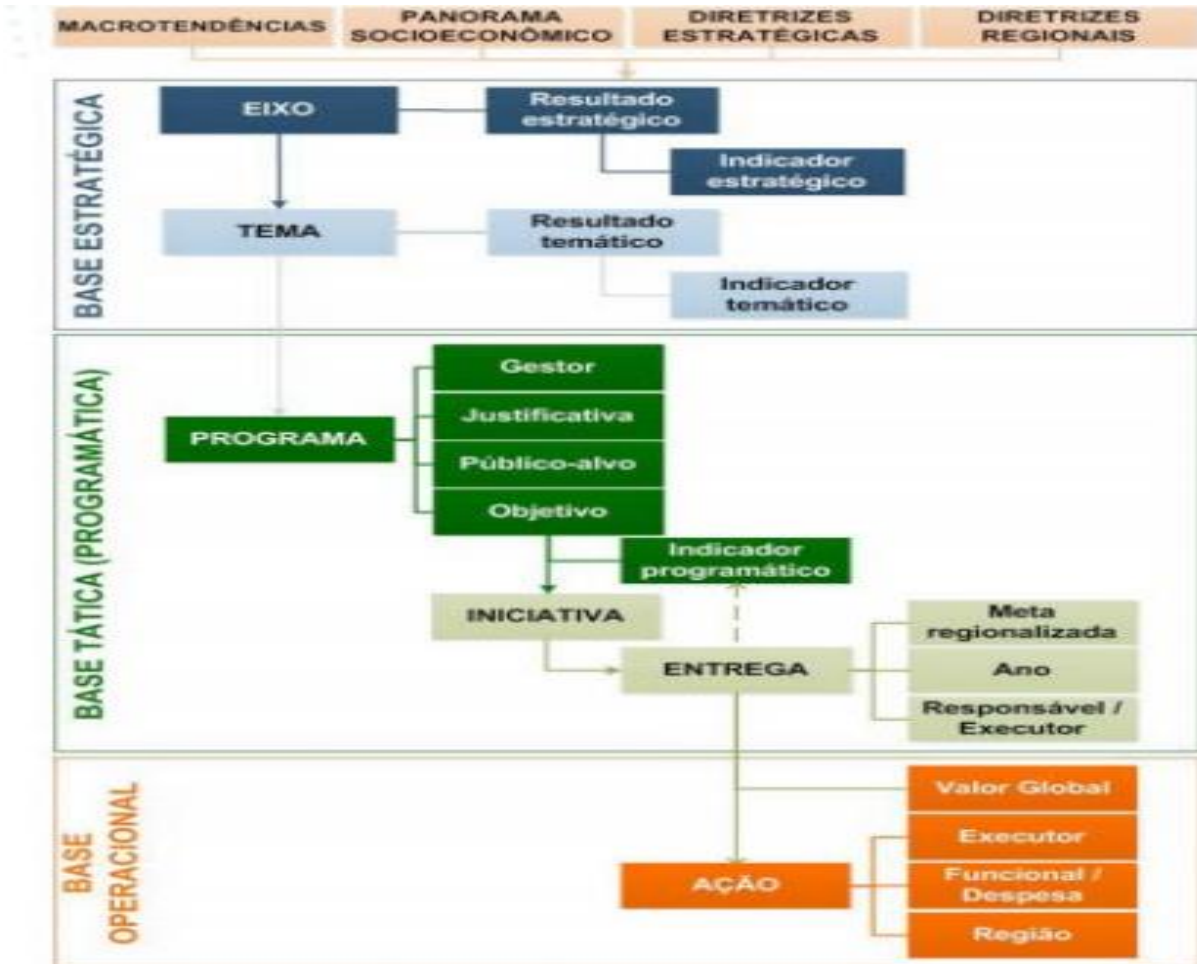 MACROTENDÊNCIAS
PANORAMA
SOCIOECONÔMICO
DIRETRIZES
ESTRATÉGICAS
DIRETRIZES
REGIONAIS
BASE ESTRATÉGICA
EIXO
Resultado
estratégico
Indicador
estratégico
TEMA
Resultado
temático
Indicador
temático
BASE TÁTICA (PROGRAMÁTICA)
PROGRAMA
Gestor
Justificativa
Público-alvo
Objetivo
Indicador
programático
INICIATIVA
ENTREGA
Meta
regionalizada
Ano
Responsável /
Executor
BASE
OPERACIONAL
Valor Global
AÇÃO
Executor
Funcional /
Despesa
Região